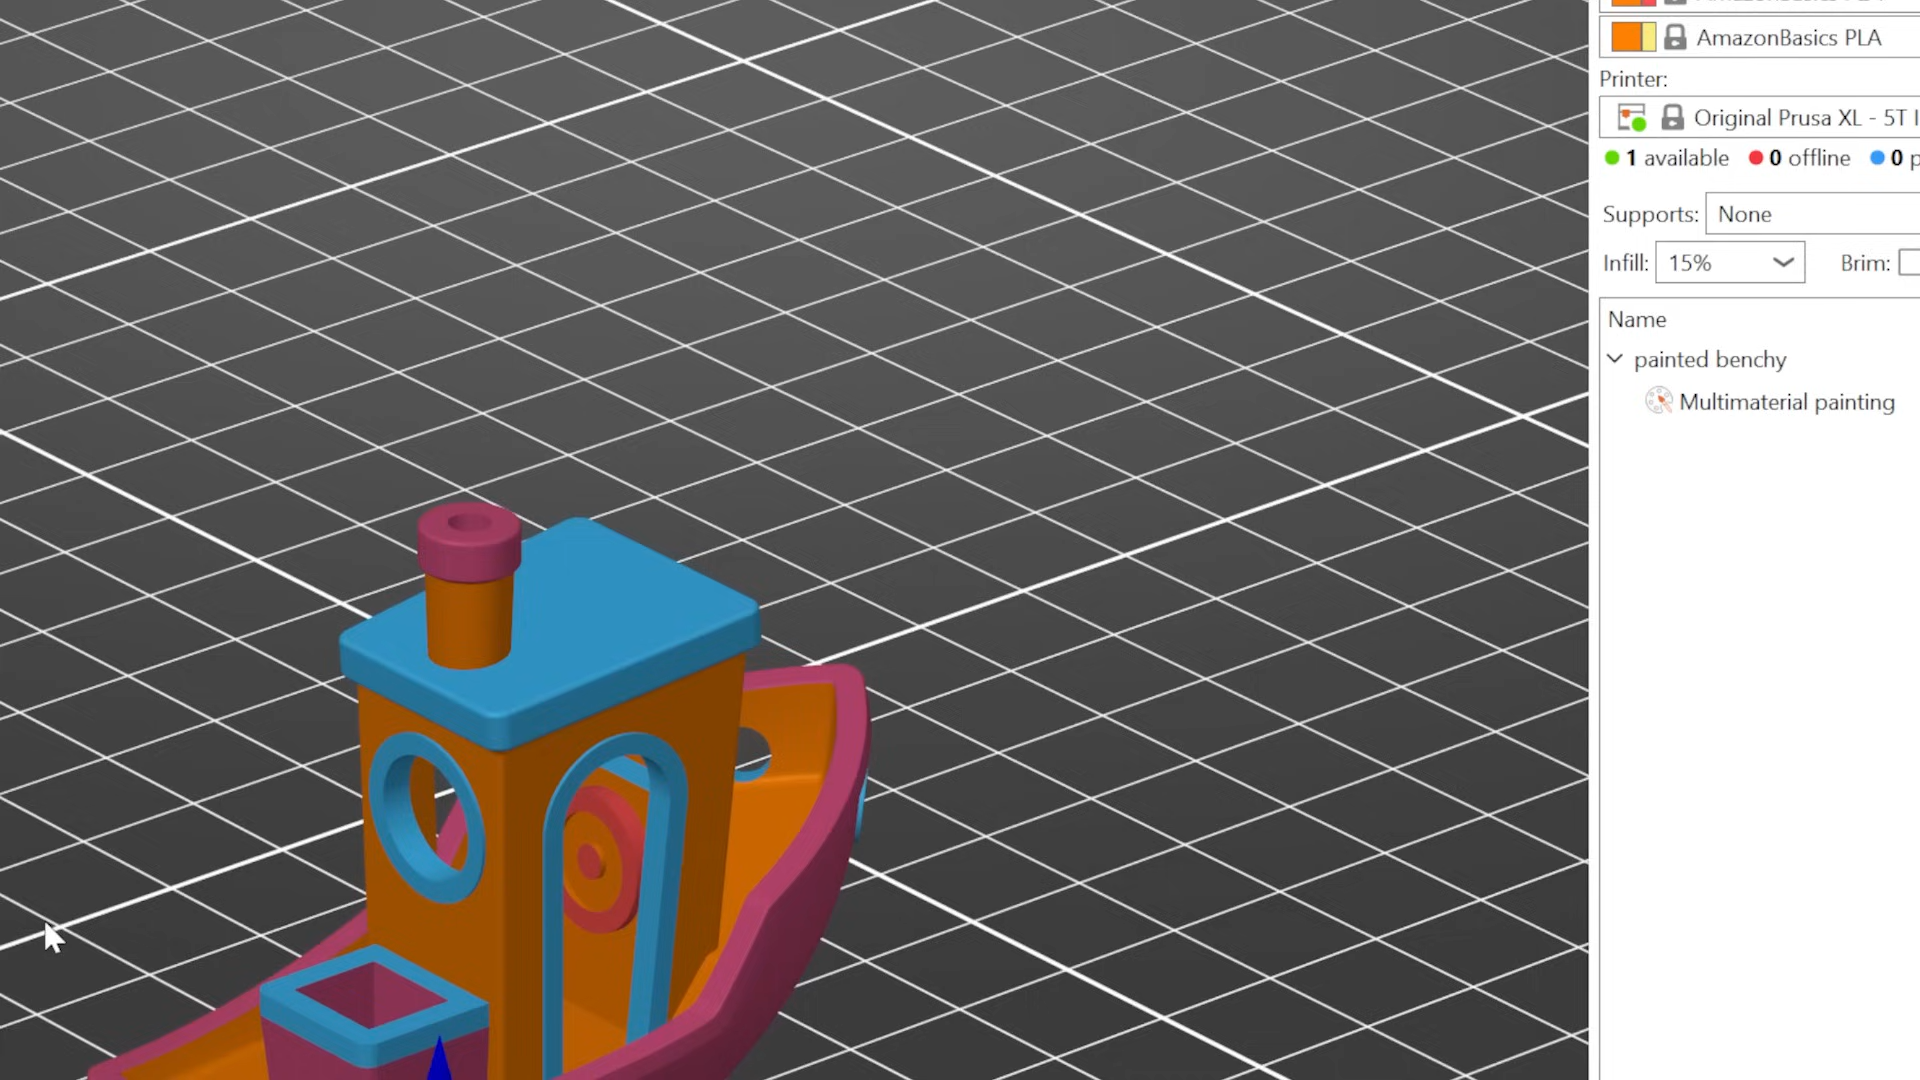 AmazonBasics PLA
Printer:
Original Prusa XL - 5T
1 available 0 offline 0
Supports: None
Infill: 15% Brim:
Name
painted benchy
Multimaterial painting